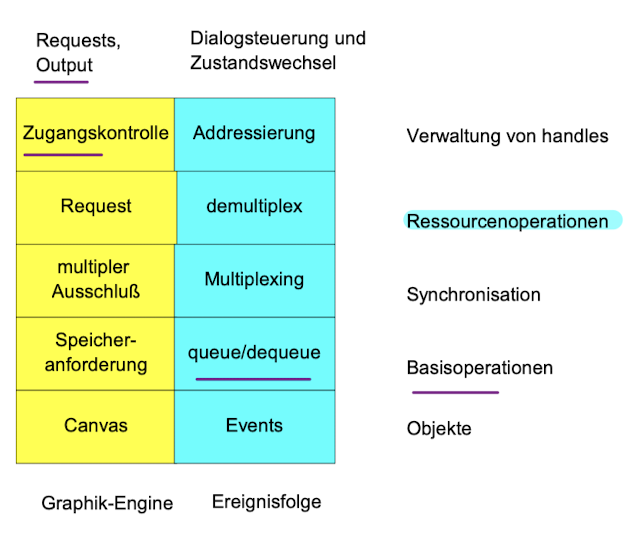 Requests,
Output
Dialogsteuerung und
Zustandswechsel
Zugangskontrolle
Addressierung
Verwaltung von handles
Request
demultiplex
Ressourcenoperationen
multipler
Ausschluß
Multiplexing
Synchronisation
Speicher-
anforderung
queue/dequeue
Basisoperationen
Canvas
Events
Objekte
Graphik-Engine
Ereignisfolge